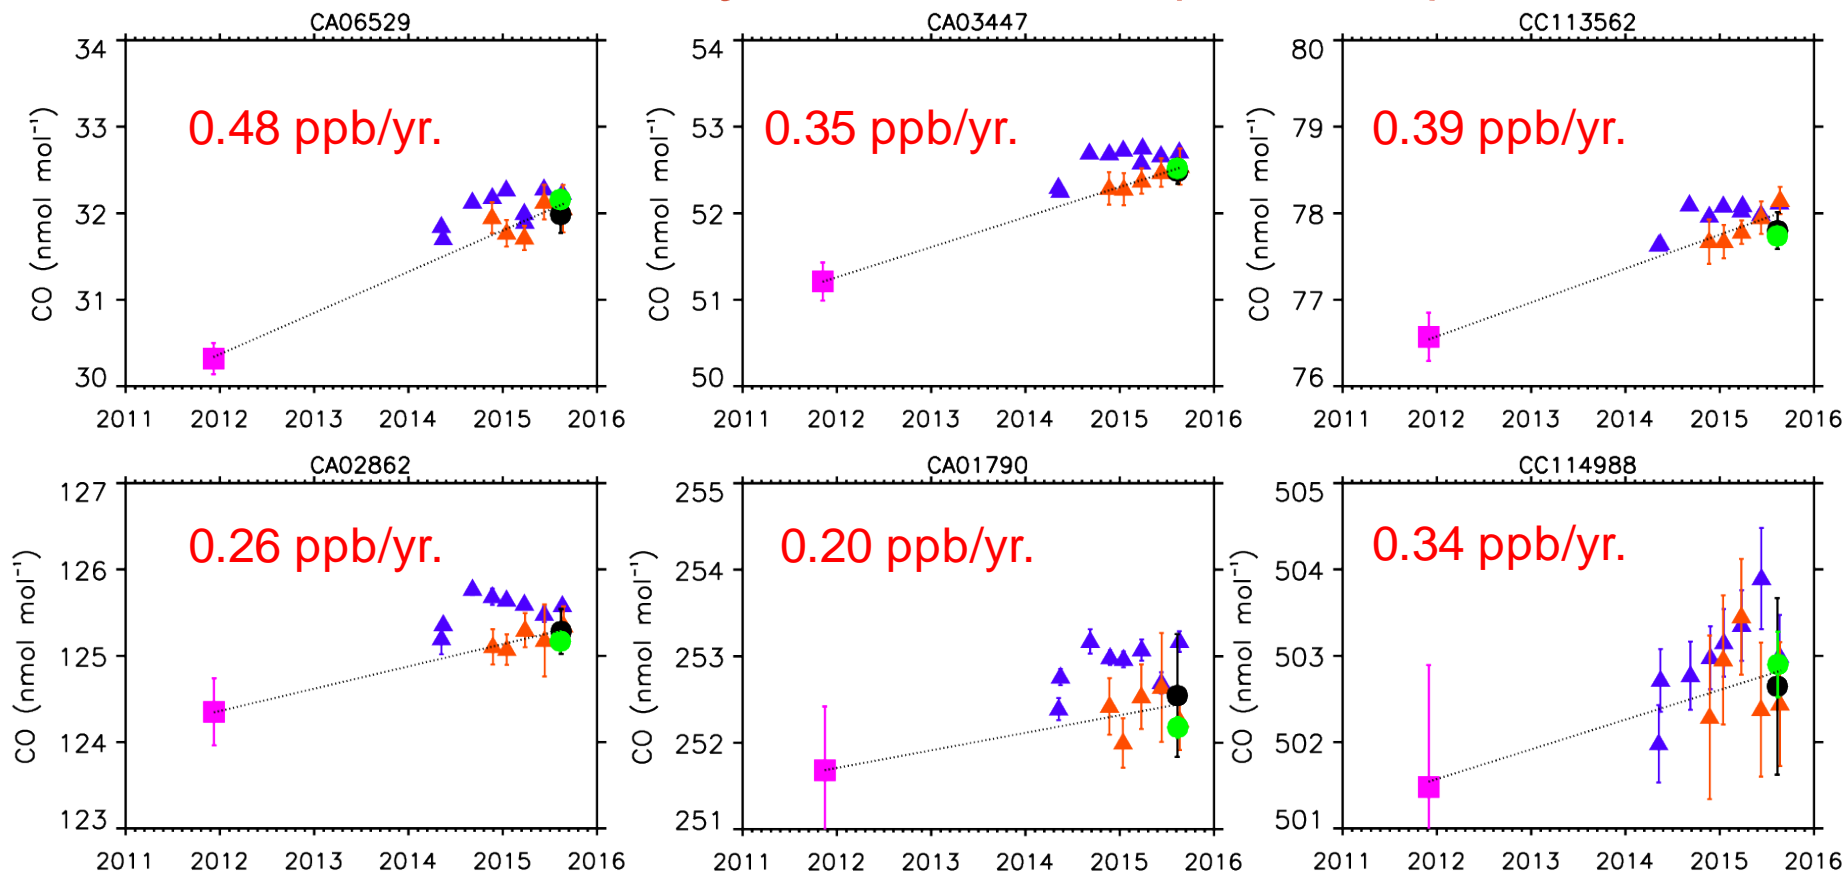 CA06529
CA03447
CC113562
34
33
32
31
30
CO (nmol mol⁻¹)
0.48 ppb/yr.
2011 2012 2013 2014 2015 2016
54
53
52
51
50
CO (nmol mol⁻¹)
0.35 ppb/yr.
2011 2012 2013 2014 2015 2016
80
79
78
77
76
CO (nmol mol⁻¹)
0.39 ppb/yr.
2011 2012 2013 2014 2015 2016
CA02862
CA01790
CC114988
127
126
125
124
123
CO (nmol mol⁻¹)
0.26 ppb/yr.
2011 2012 2013 2014 2015 2016
255
254
253
252
251
CO (nmol mol⁻¹)
0.20 ppb/yr.
2011 2012 2013 2014 2015 2016
505
504
503
502
501
CO (nmol mol⁻¹)
0.34 ppb/yr.
2011 2012 2013 2014 2015 2016